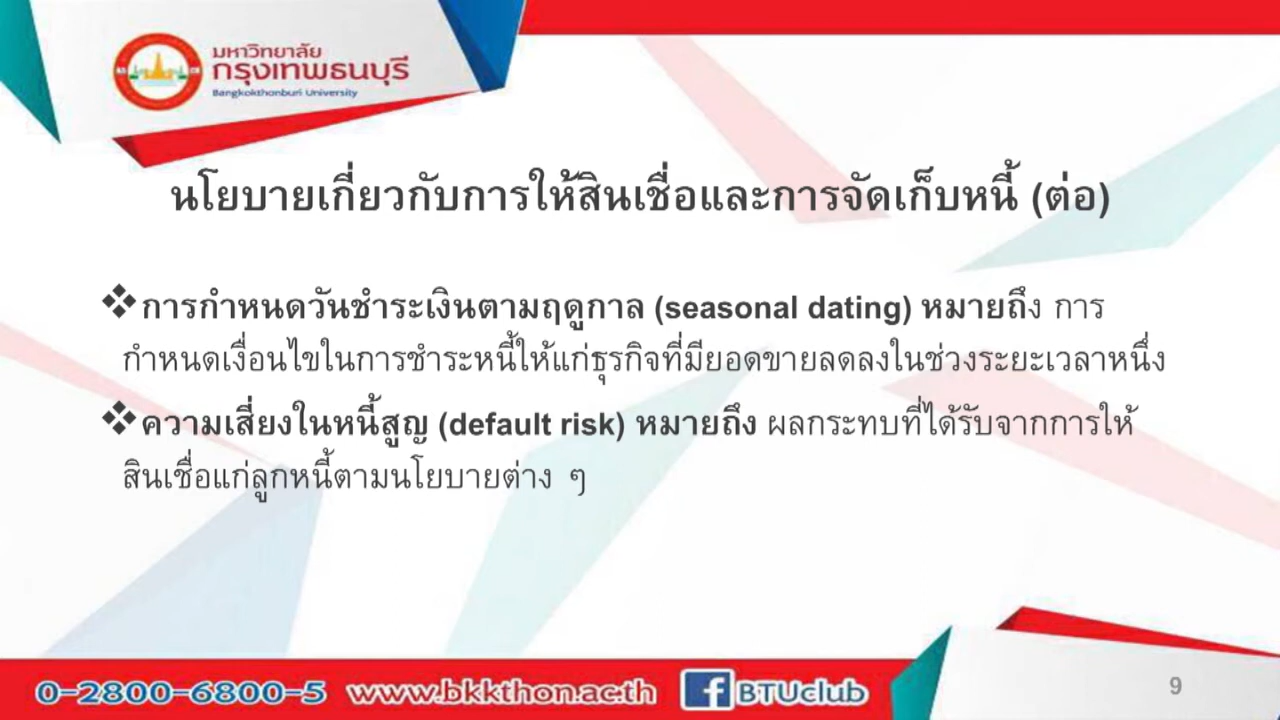 มหาวิทยาลัย
กรุงเทพธนบุรี
Bangkokthonburi University
นโยบายเกี่ยวกับการให้สินเชื่อและการจัดเก็บหนี้ (ต่อ)
❖การกำหนดวันชำระเงินตามฤดูกาล (seasonal dating) หมายถึง การ
กำหนดเงื่อนไขในการชำระหนี้ให้แก่ธุรกิจที่มียอดขายลดลงในช่วงระยะเวลาหนึ่ง
❖ความเสี่ยงในหนี้สูญ (default risk) หมายถึง ผลกระทบที่ได้รับจากการให้
สินเชื่อแก่ลูกหนี้ตามนโยบายต่าง ๆ
0-2800-6800-5 www.bkkthon.ac.th f BTUclub
9